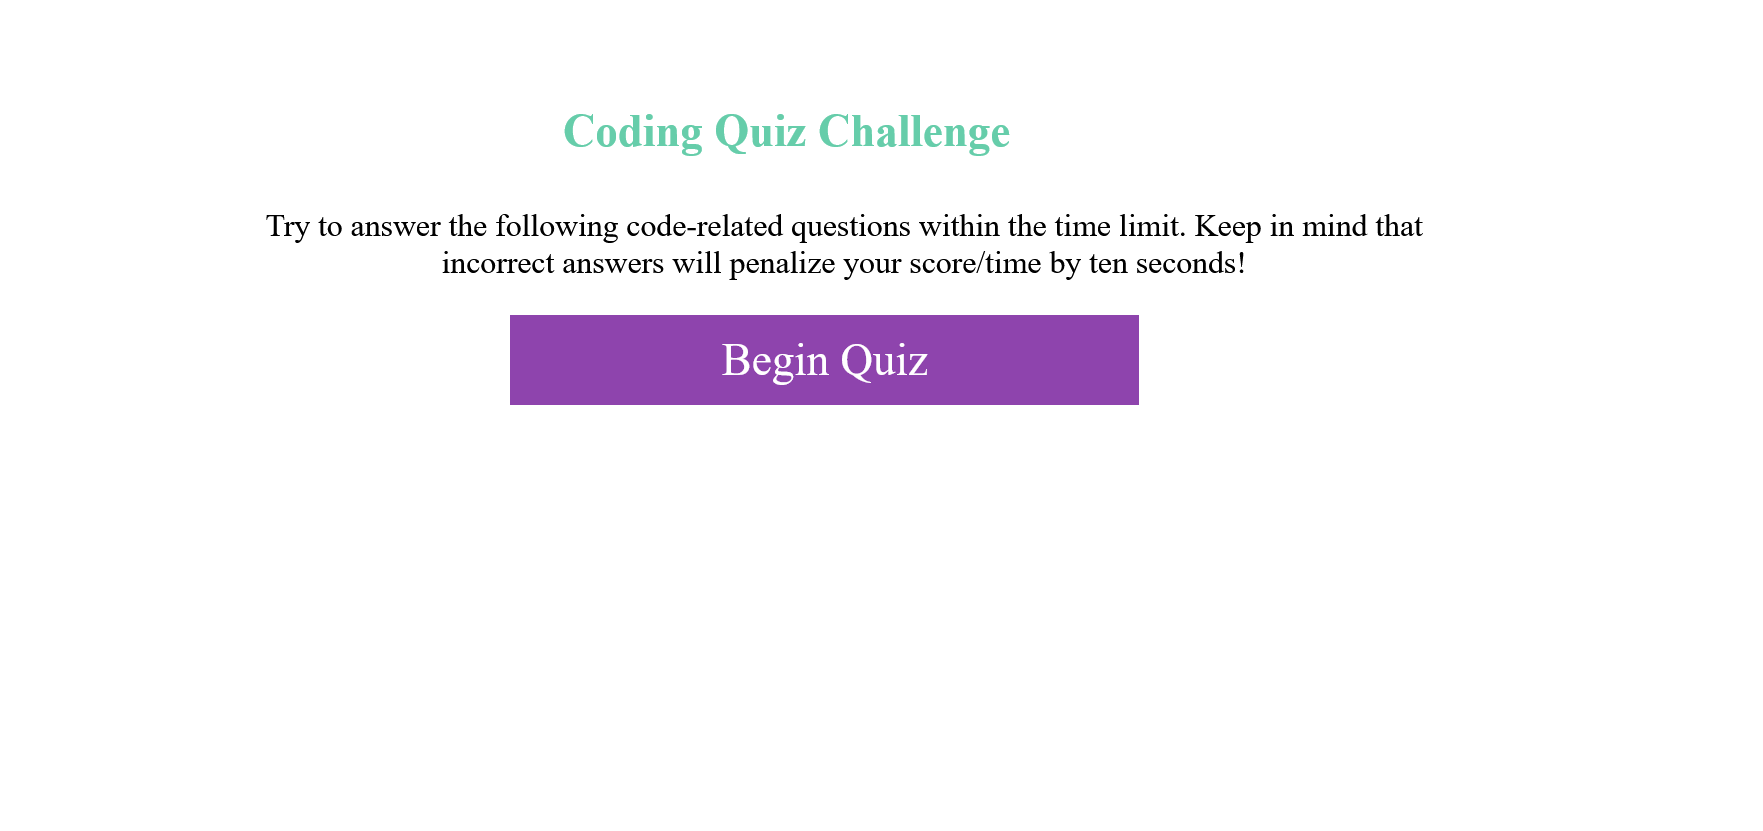 Coding Quiz Challenge
Try to answer the following code-related questions within the time limit. Keep in mind that
incorrect answers will penalize your score/time by ten seconds!
Begin Quiz